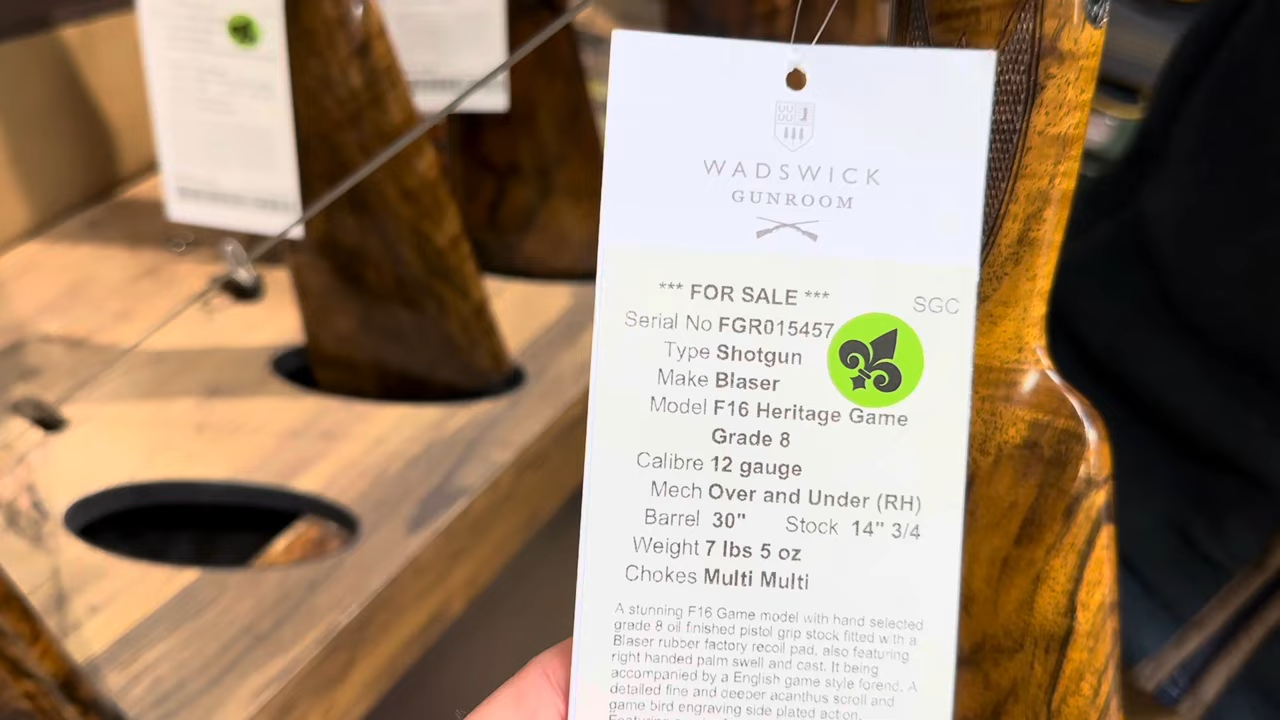 WADSWICK
GUNROOM
*** FOR SALE ***
SGC
Serial No FGR015457
Type Shotgun
Make Blaser
Model F16 Heritage Game
Grade 8
Calibre 12 gauge
Mech Over and Under (RH)
Barrel 30" Stock 14" 3/4
Weight 7 lbs 5 oz
Chokes Multi Multi
A stunning F16 Game model with hand selected
grade 8 oil finished pistol grip stock fitted with a
Blaser rubber factory recoil pad, also featuring
right handed palm swell and cast. It being
accompanied by a English game style forend. A
detailed fine and deeper acanthus scroll and
game bird engraving side plated action.